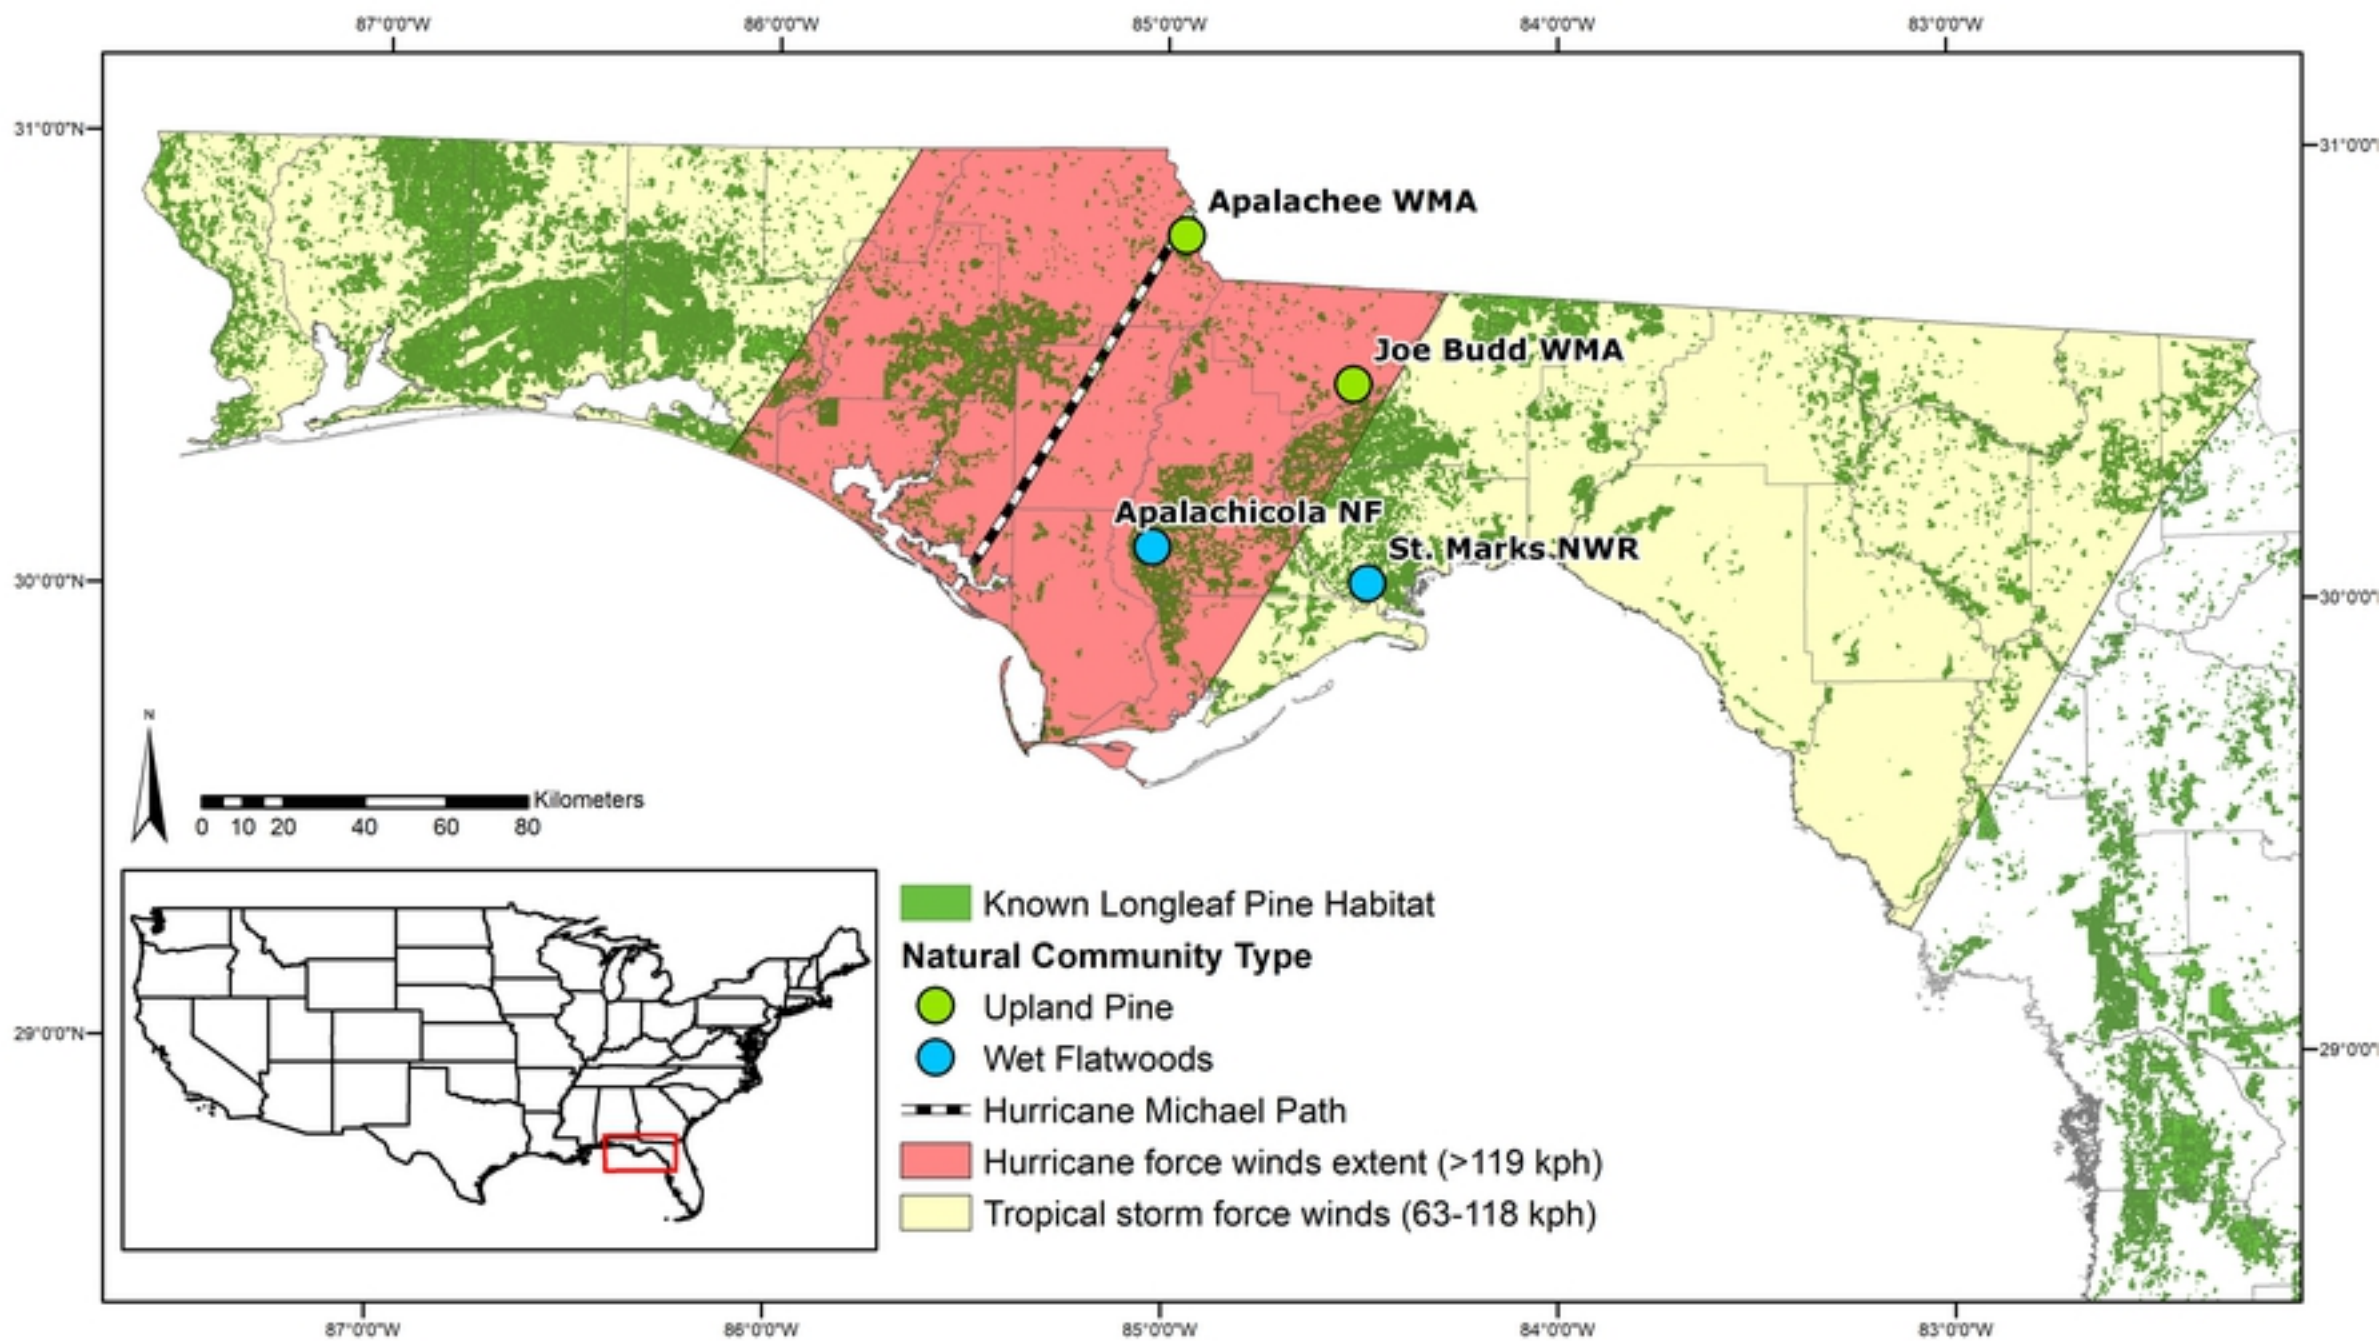 87°0'0"W 86°0'0"W 85°0'0"W 84°0'0"W 83°0'0"W
31°0'0"N
31°0'0"
Apalachee WMA
Joe Budd WMA
Apalachicola NF
St. Marks NWR
30°0'0"N
30°0'0"
N
Kilometers
0 10 20 40 60 80
Known Longleaf Pine Habitat
Natural Community Type
Upland Pine
Wet Flatwoods
Hurricane Michael Path
Hurricane force winds extent (>119 kph)
Tropical storm force winds (63-118 kph)
29°0'0"N
29°0'0"
87°0'0"W 86°0'0"W 85°0'0"W 84°0'0"W 83°0'0"W